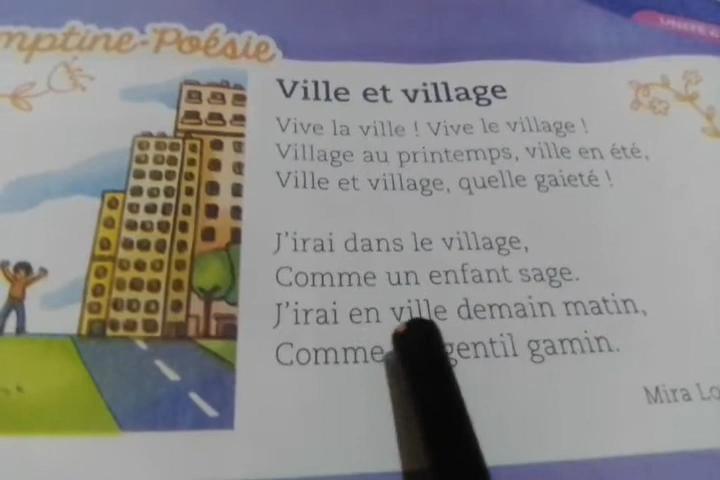 mptine-Poésie
UNITÉ
Ville et village
Vive la ville ! Vive le village !
Village au printemps, ville en été,
Ville et village, quelle gaieté !
J'irai dans le village,
Comme un enfant sage.
J'irai en ville demain matin,
Comme gentil gamin.
Mira Lo